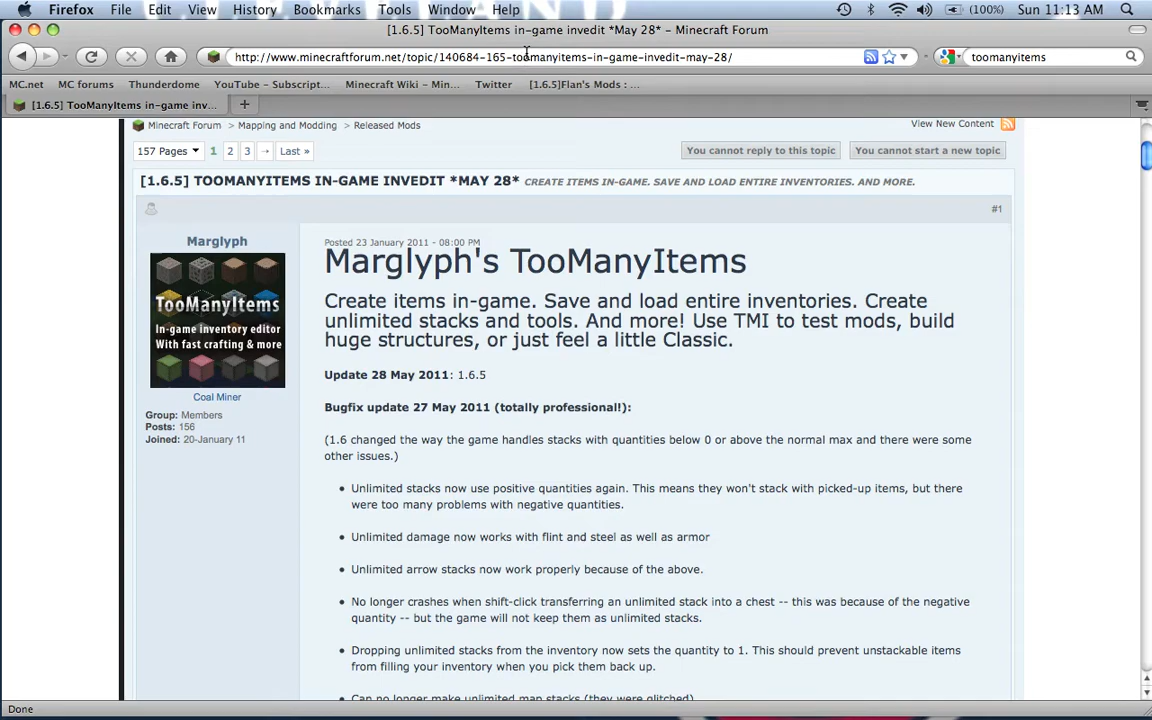 Firefox File Edit View History Bookmarks Tools Window Help (100%) Sun 11:13 AM
[1.6.5] TooManyItems in-game invedit *May 28* – Minecraft Forum
http://www.minecraftforum.net/topic/140684-165-toomanyitems-in-game-invedit-may-28/ toomanyitems
MC.net MC forums Thunderdome YouTube - Subscript... Minecraft Wiki – Min... Twitter [1.6.5]Flan's Mods : ...
[1.6.5] TooManyItems in-game inv...
Minecraft Forum > Mapping and Modding > Released Mods View New Content
157 Pages 1 2 3 → Last » You cannot reply to this topic You cannot start a new topic
[1.6.5] TOOMANYITEMS IN-GAME INVEDIT *MAY 28* CREATE ITEMS IN-GAME. SAVE AND LOAD ENTIRE INVENTORIES. AND MORE.
#1
Marglyph
TooManyItems
In-game inventory editor
With fast crafting & more
Coal Miner
Group: Members
Posts: 156
Joined: 20-January 11
Posted 23 January 2011 - 08:00 PM
Marglyph's TooManyItems
Create items in-game. Save and load entire inventories. Create
unlimited stacks and tools. And more! Use TMI to test mods, build
huge structures, or just feel a little Classic.
Update 28 May 2011: 1.6.5
Bugfix update 27 May 2011 (totally professional!):
(1.6 changed the way the game handles stacks with quantities below 0 or above the normal max and there were some
other issues.)
• Unlimited stacks now use positive quantities again. This means they won't stack with picked-up items, but there
were too many problems with negative quantities.
• Unlimited damage now works with flint and steel as well as armor
• Unlimited arrow stacks now work properly because of the above.
• No longer crashes when shift-click transferring an unlimited stack into a chest -- this was because of the negative
quantity -- but the game will not keep them as unlimited stacks.
• Dropping unlimited stacks from the inventory now sets the quantity to 1. This should prevent unstackable items
from filling your inventory when you pick them back up.
• Can no longer make unlimited map stacks (they were glitched)
Done